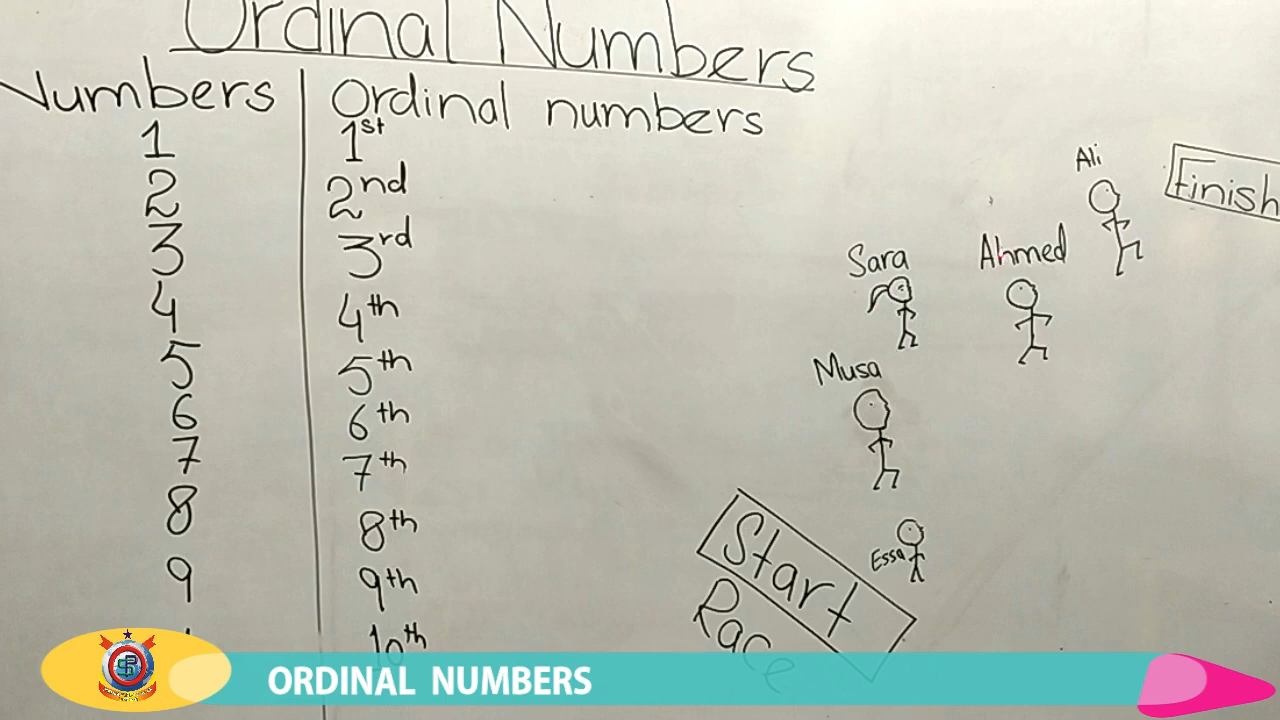 Ordinal Numbers
Numbers Ordinal numbers
1 1st
2 2nd
3 3rd
4 4th
5 5th
6 6th
7 7th
8 8th
9 9th
10th
Ali
Finish
Ahmed
Sara
Musa
Essa
Start
Race
ORDINAL NUMBERS